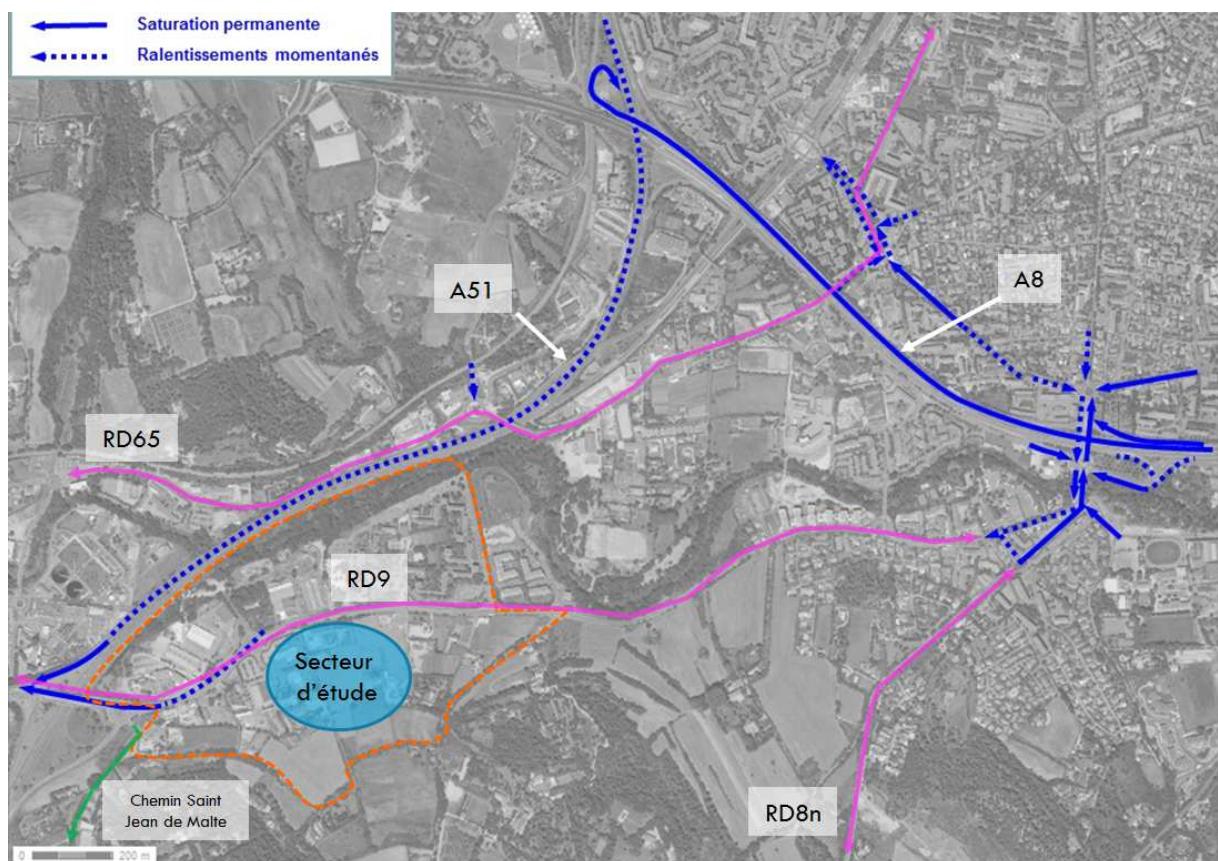 Saturation permanente
Ralentissements momentanés
A51
A8
RD65
RD9
Secteur
d'étude
Chemin Saint
Jean de Malte
RD8n
0 200 m